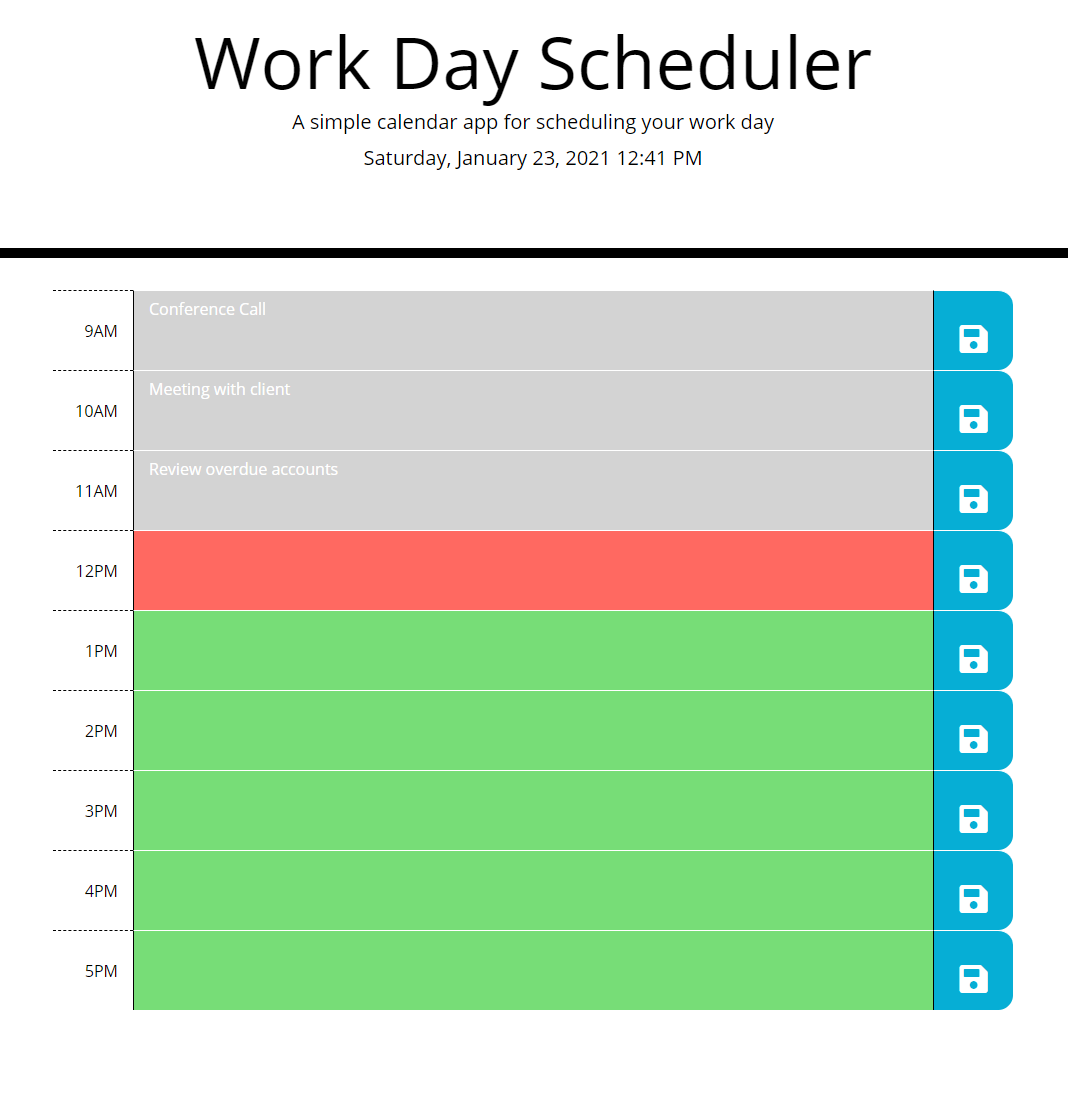 Work Day Scheduler
A simple calendar app for scheduling your work day
Saturday, January 23, 2021 12:41 PM
9AM
Conference Call
10AM
Meeting with client
11AM
Review overdue accounts
12PM
1PM
2PM
3PM
4PM
5PM